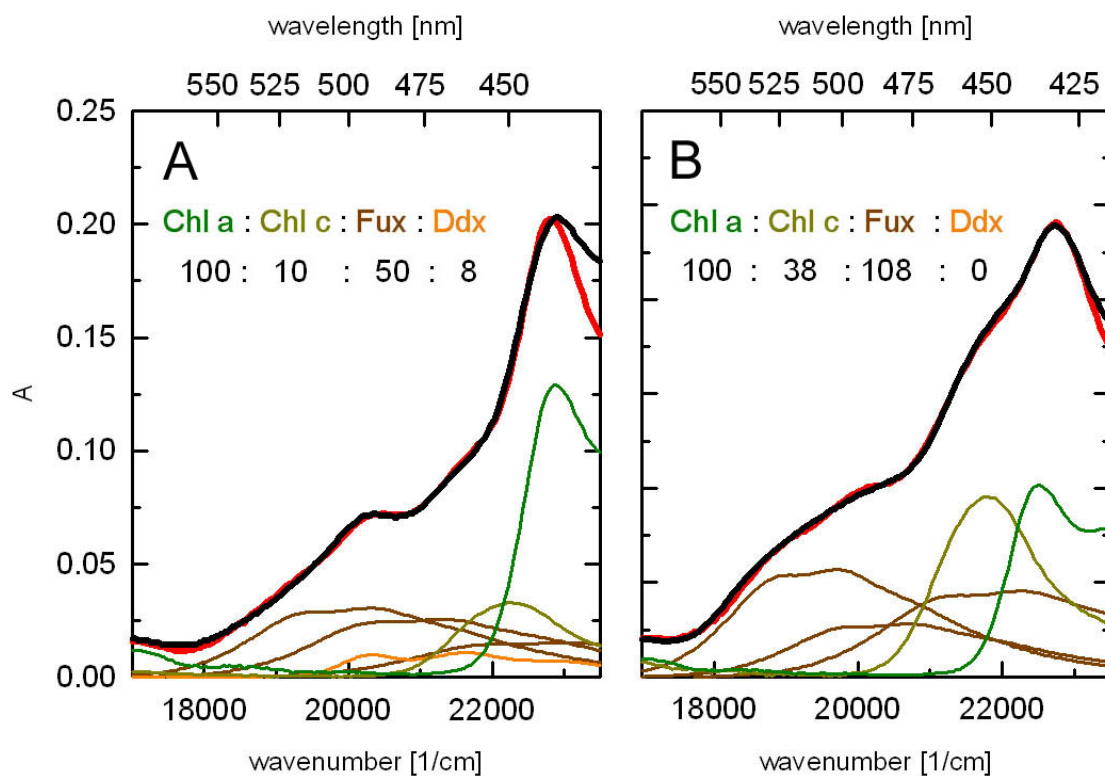 wavelength [nm]
550 525 500 475 450
0.25
0.20
0.15
0.10
0.05
0.00
A
A
Chl a : Chl c : Fux : Ddx
100 : 10 : 50 : 8
18000 20000 22000
wavenumber [1/cm]
wavelength [nm]
550 525 500 475 450 425
B
Chl a : Chl c : Fux : Ddx
100 : 38 : 108 : 0
18000 20000 22000
wavenumber [1/cm]